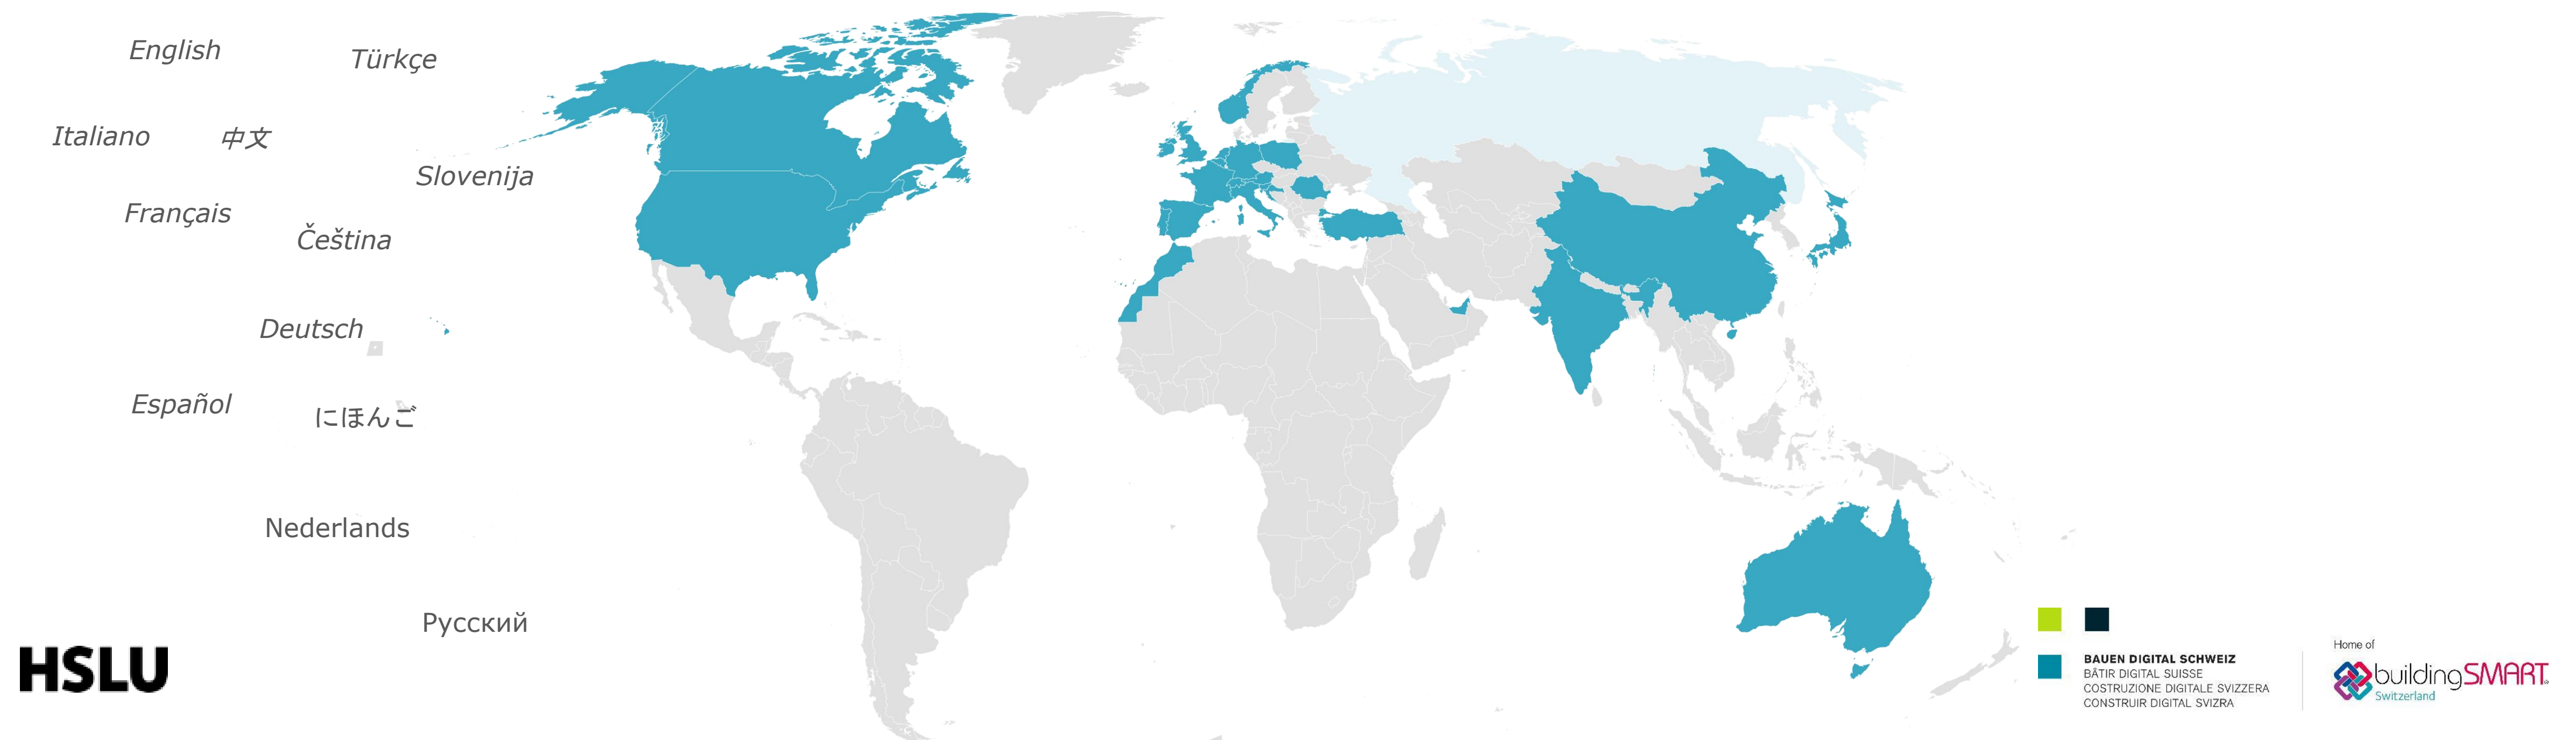 English
Türkçe
Italiano
中文
Slovenija
Français
Čeština
Deutsch
Español
にほんご
Nederlands
Русский
HSLU
BAUEN DIGITAL SCHWEIZ
BÂTIR DIGITAL SUISSE
COSTRUZIONE DIGITALE SVIZZERA
CONSTRUIR DIGITAL SVIZRA
Home of
buildingSMART
Switzerland